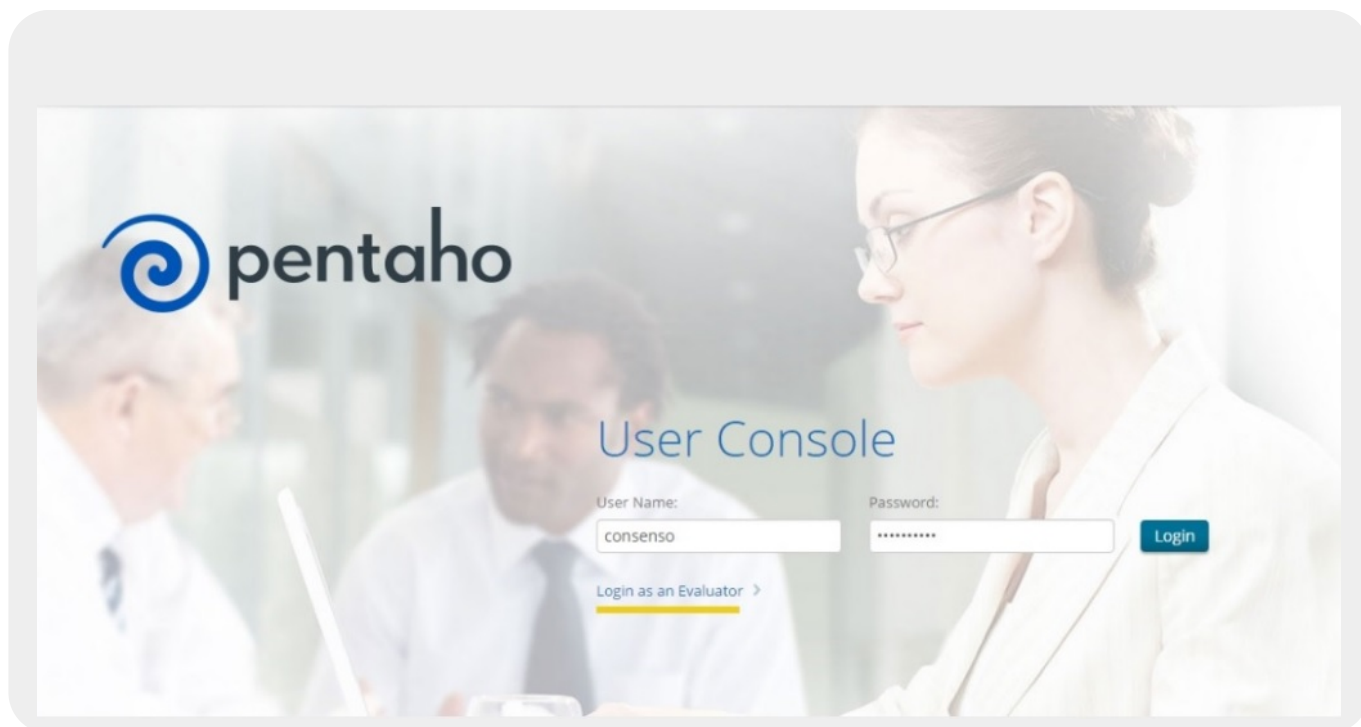 pentaho
User Console
User Name:
Password:
consenso
••••••••••
Login
Login as an Evaluator >